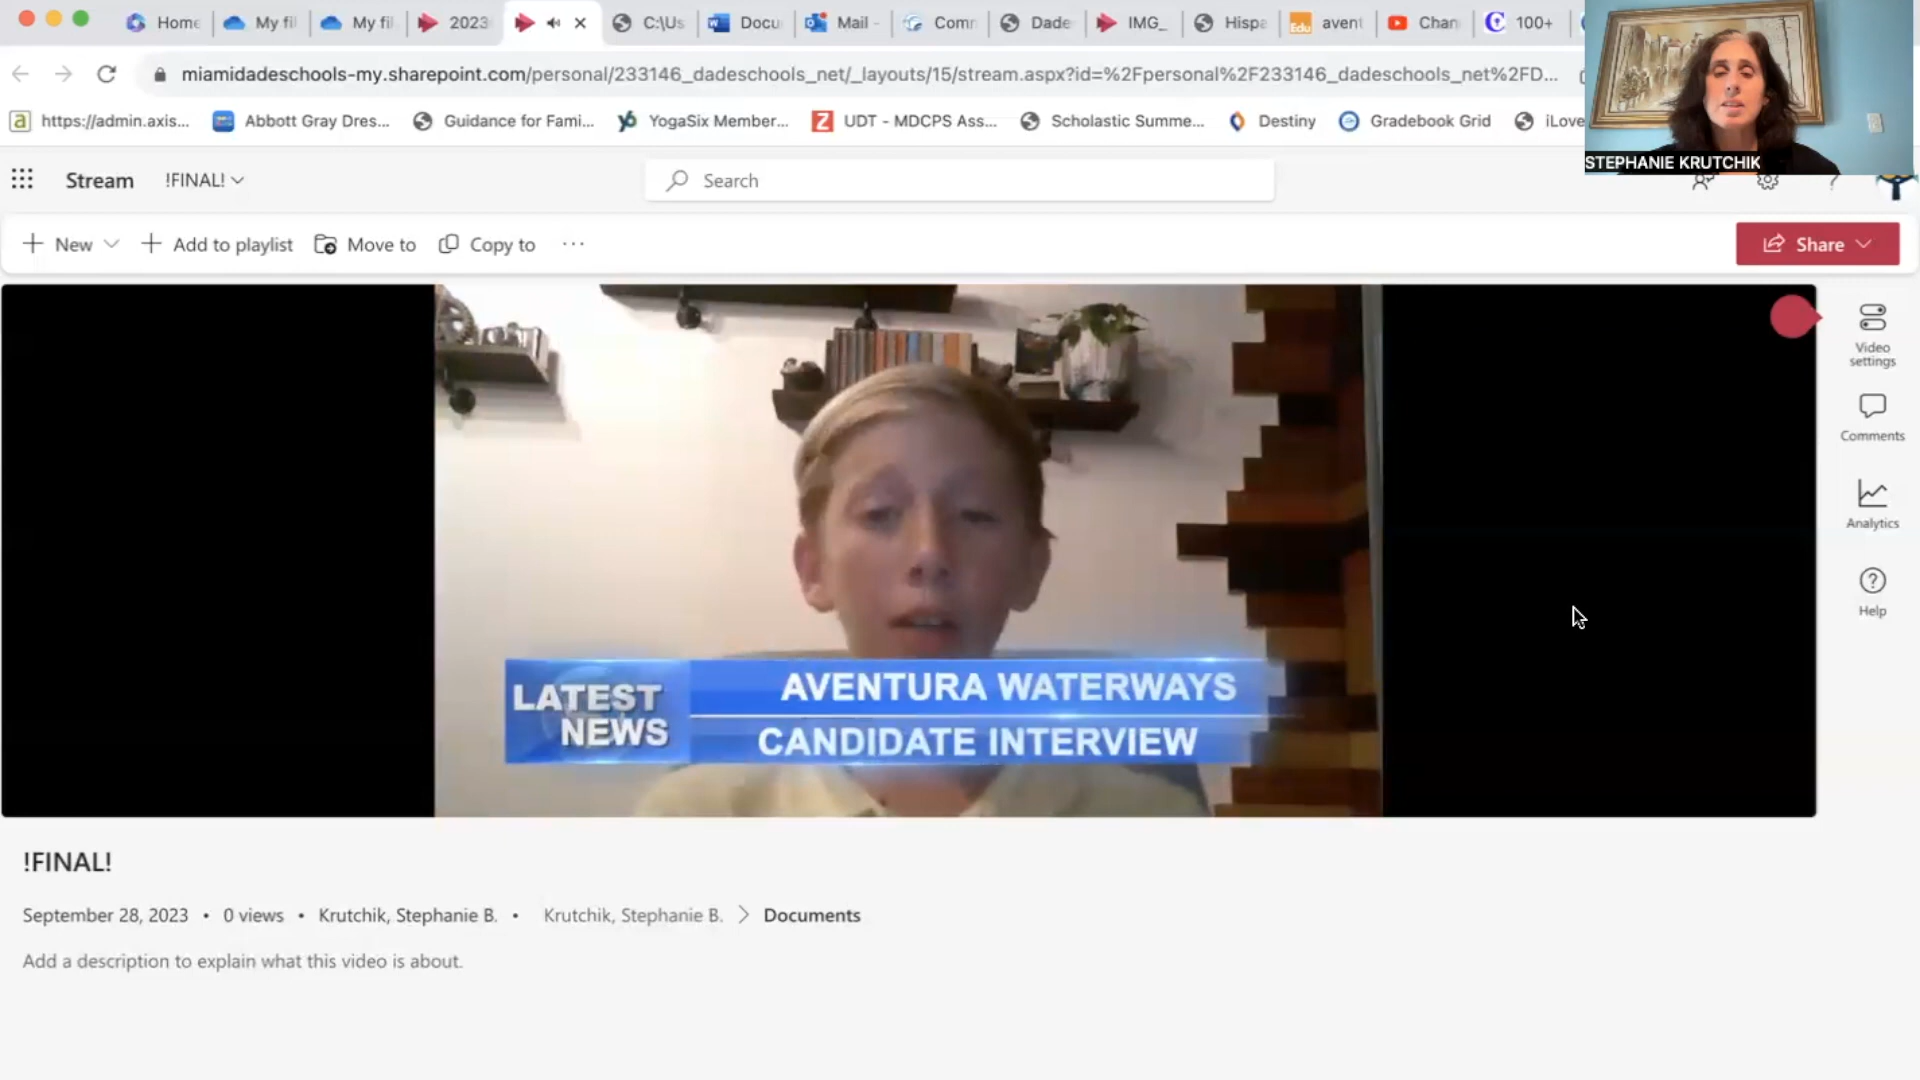 Home
My fil
My fil
2023
C:\Us
Docu
Mail -
Comn
Dade
IMG_
Hispa
avent
Chan
100+
miamidadeschools-my.sharepoint.com/personal/233146_dadeschools_net/_layouts/15/stream.aspx?id=%2Fpersonal%2F233146_dadeschools_net%2FD...
https://admin.axis...
Abbott Gray Dres...
Guidance for Fami...
YogaSix Member...
UDT - MDCPS Ass...
Scholastic Summe...
Destiny
Gradebook Grid
iLove
STEPHANIE KRUTCHIK
Stream
!FINAL!
Search
New
Add to playlist
Move to
Copy to
...
Share
Video
settings
Comments
Analytics
Help
LATEST
NEWS
AVENTURA WATERWAYS
CANDIDATE INTERVIEW
!FINAL!
September 28, 2023 • 0 views • Krutchik, Stephanie B. • Krutchik, Stephanie B. > Documents
Add a description to explain what this video is about.